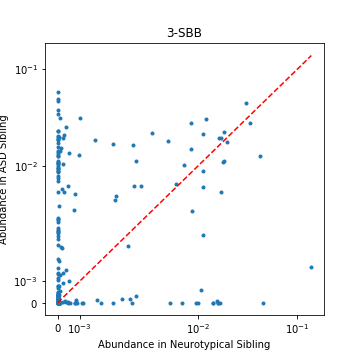 3-SBB
Abundance in ASD Sibling
10⁻¹
10⁻²
10⁻³
0
0
10⁻³
10⁻²
10⁻¹
Abundance in Neurotypical Sibling